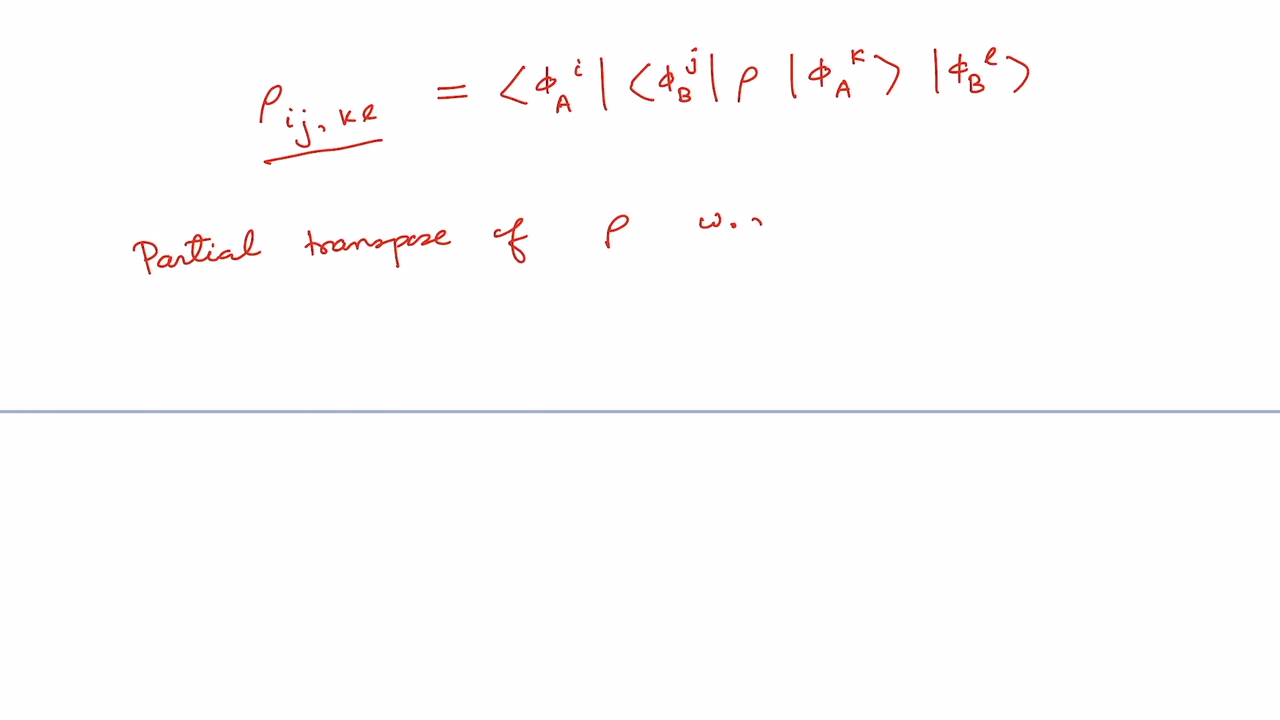 ρ_{ij,kl} = <ϕ_A^i| <ϕ_B^j| ρ |ϕ_A^k> |ϕ_B^l>
Partial transpose of ρ w.